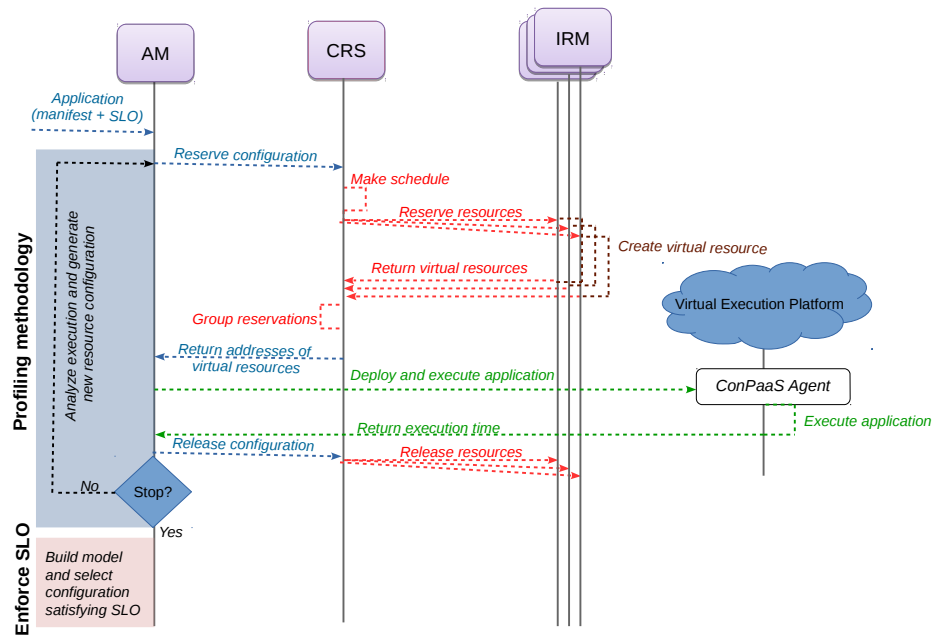 AM
CRS
IRM
Application
(manifest + SLO)
Reserve configuration
Make schedule
Reserve resources
Create virtual resource
Return virtual resources
Virtual Execution Platform
Group reservations
Return addresses of
virtual resources
Deploy and execute application
ConPaaS Agent
Execute application
Return execution time
Release configuration
Release resources
Profiling methodology
Analyze execution and generate
new resource configuration
No
Stop?
Yes
Enforce SLO
Build model
and select
configuration
satisfying SLO